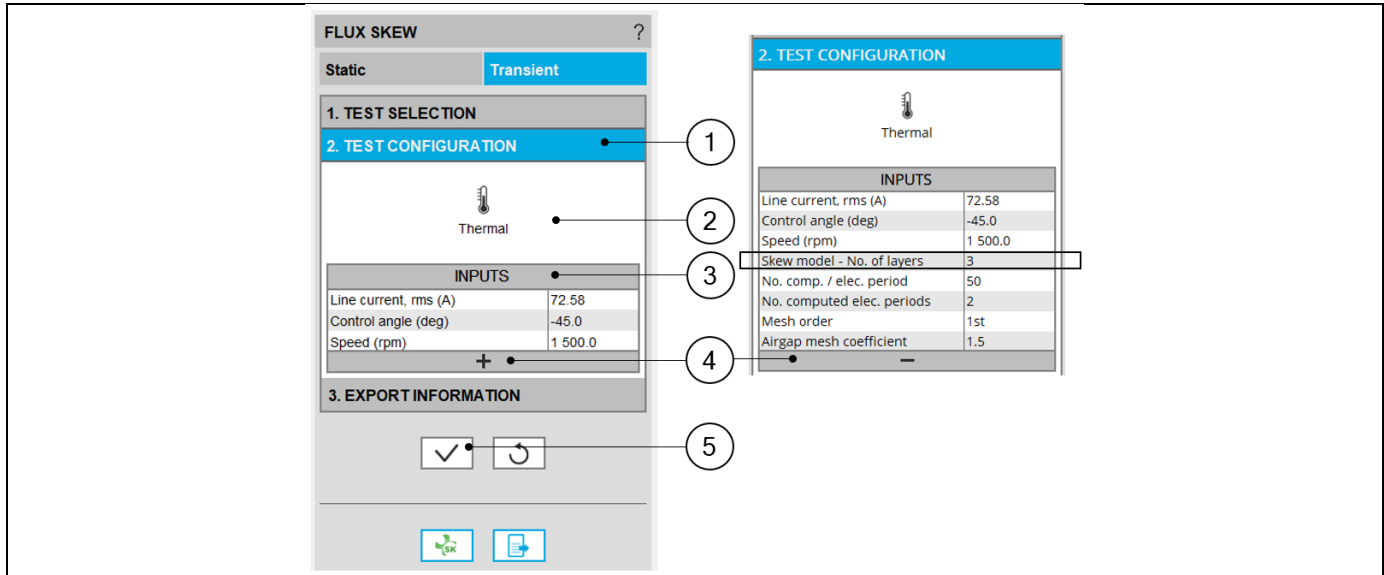 FLUX SKEW ?
Static Transient
1. TEST SELECTION
2. TEST CONFIGURATION
Thermal
INPUTS
Line current, rms (A) 72.58
Control angle (deg) -45.0
Speed (rpm) 1 500.0
+
3. EXPORT INFORMATION
SK
1
2
3
4
5
2. TEST CONFIGURATION
Thermal
INPUTS
Line current, rms (A) 72.58
Control angle (deg) -45.0
Speed (rpm) 1 500.0
Skew model - No. of layers 3
No. comp. / elec. period 50
No. computed elec. periods 2
Mesh order 1st
Airgap mesh coefficient 1.5
−